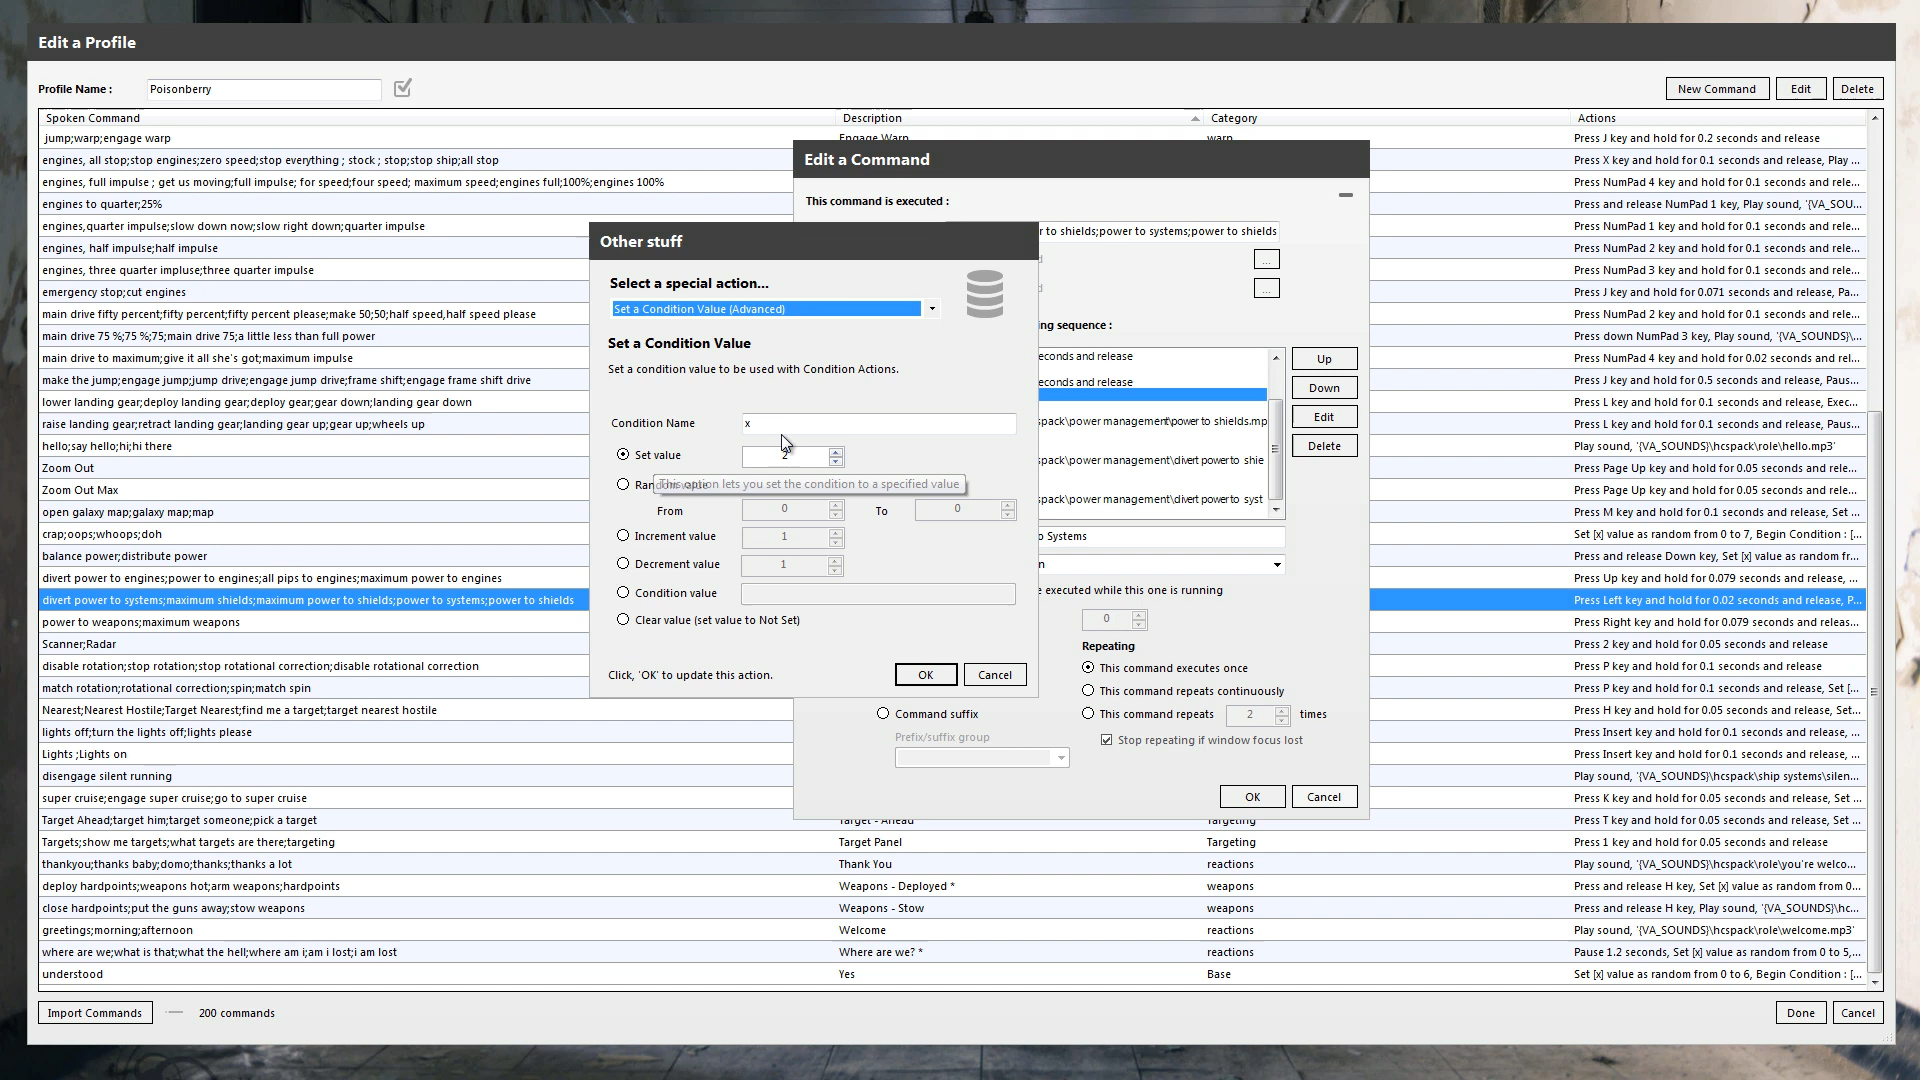 Edit a Profile
Profile Name :
Poisonberry
New Command
Edit
Delete
Spoken Command
Description
Category
Actions
jump;warp;engage warp
Engage Warp
warp
Press J key and hold for 0.2 seconds and release
engines, all stop;stop engines;zero speed;stop everything ; stock ; stop;stop ship;all stop
Press X key and hold for 0.1 seconds and release, Play ...
engines, full impulse ; get us moving;full impulse; for speed;four speed; maximum speed;engines full;100%;engines 100%
Press NumPad 4 key and hold for 0.1 seconds and rele...
engines to quarter;25%
Press and release NumPad 1 key, Play sound, '{VA_SOU...
engines,quarter impulse;slow down now;slow right down;quarter impulse
Press NumPad 1 key and hold for 0.1 seconds and rele...
engines, half impulse;half impulse
Press NumPad 2 key and hold for 0.1 seconds and rele...
engines, three quarter impluse;three quarter impulse
Press NumPad 3 key and hold for 0.1 seconds and rele...
emergency stop;cut engines
Press J key and hold for 0.071 seconds and release, Pa...
main drive fifty percent;fifty percent;fifty percent please;make 50;50;half speed,half speed please
Press NumPad 2 key and hold for 0.1 seconds and rele...
main drive 75 %;75 %;75;main drive 75;a little less than full power
Press down NumPad 3 key, Play sound, '{VA_SOUNDS}\...
main drive to maximum;give it all she's got;maximum impulse
Press NumPad 4 key and hold for 0.02 seconds and rel...
make the jump;engage jump;jump drive;engage jump drive;frame shift;engage frame shift drive
Press J key and hold for 0.5 seconds and release, Paus...
lower landing gear;deploy landing gear;deploy gear;gear down;landing gear down
Press L key and hold for 0.1 seconds and release, Exec...
raise landing gear;retract landing gear;landing gear up;gear up;wheels up
Press L key and hold for 0.1 seconds and release, Paus...
hello;say hello;hi;hi there
Play sound, '{VA_SOUNDS}\hcspack\role\hello.mp3'
Zoom Out
Press Page Up key and hold for 0.05 seconds and rele...
Zoom Out Max
Press Page Up key and hold for 0.05 seconds and rele...
open galaxy map;galaxy map;map
Press M key and hold for 0.1 seconds and release, Set ...
crap;oops;whoops;doh
Set [x] value as random from 0 to 7, Begin Condition : [...
balance power;distribute power
Press and release Down key, Set [x] value as random fr...
divert power to engines;power to engines;all pips to engines;maximum power to engines
Press Up key and hold for 0.079 seconds and release, ...
divert power to systems;maximum shields;maximum power to shields;power to systems;power to shields
Press Left key and hold for 0.02 seconds and release, P...
power to weapons;maximum weapons
Press Right key and hold for 0.079 seconds and releas...
Scanner;Radar
Press 2 key and hold for 0.05 seconds and release
disable rotation;stop rotation;stop rotational correction;disable rotational correction
Press P key and hold for 0.1 seconds and release
match rotation;rotational correction;spin;match spin
Press P key and hold for 0.1 seconds and release, Set [...
Nearest;Nearest Hostile;Target Nearest;find me a target;target nearest hostile
Press H key and hold for 0.05 seconds and release, Set...
lights off;turn the lights off;lights please
Press Insert key and hold for 0.1 seconds and release, ...
Lights ;Lights on
Press Insert key and hold for 0.1 seconds and release, ...
disengage silent running
Play sound, '{VA_SOUNDS}\hcspack\ship systems\silen...
super cruise;engage super cruise;go to super cruise
Press K key and hold for 0.05 seconds and release, Set ...
Target Ahead;target him;target someone;pick a target
Target - Ahead
Targeting
Press T key and hold for 0.05 seconds and release, Set ...
Targets;show me targets;what targets are there;targeting
Target Panel
Targeting
Press 1 key and hold for 0.05 seconds and release
thankyou;thanks baby;domo;thanks;thanks a lot
Thank You
reactions
Play sound, '{VA_SOUNDS}\hcspack\role\you're welco...
deploy hardpoints;weapons hot;arm weapons;hardpoints
Weapons - Deployed *
weapons
Press and release H key, Set [x] value as random from 0...
close hardpoints;put the guns away;stow weapons
Weapons - Stow
weapons
Press and release H key, Play sound, '{VA_SOUNDS}\hc...
greetings;morning;afternoon
Welcome
reactions
Play sound, '{VA_SOUNDS}\hcspack\role\welcome.mp3'
where are we;what is that;what the hell;where am i;am i lost;i am lost
Where are we? *
reactions
Pause 1.2 seconds, Set [x] value as random from 0 to 5,...
understood
Yes
Base
Set [x] value as random from 0 to 6, Begin Condition : [...
Import Commands
200 commands
Done
Cancel
Edit a Command
This command is executed :
r to shields;power to systems;power to shields
...
...
ing sequence :
econds and release
econds and release
spack\power management\power to shields.mp
spack\power management\divert power to shie
spack\power management\divert power to syst
Up
Down
Edit
Delete
o Systems
n
e executed while this one is running
0
Repeating
This command executes once
This command repeats continuously
This command repeats
2
times
Stop repeating if window focus lost
Command suffix
Prefix/suffix group
OK
Cancel
Other stuff
Select a special action...
Set a Condition Value (Advanced)
Set a Condition Value
Set a condition value to be used with Condition Actions.
Condition Name
x
Set value
2
This option lets you set the condition to a specified value
From
0
To
0
Increment value
1
Decrement value
1
Condition value
Clear value (set value to Not Set)
Click, 'OK' to update this action.
OK
Cancel